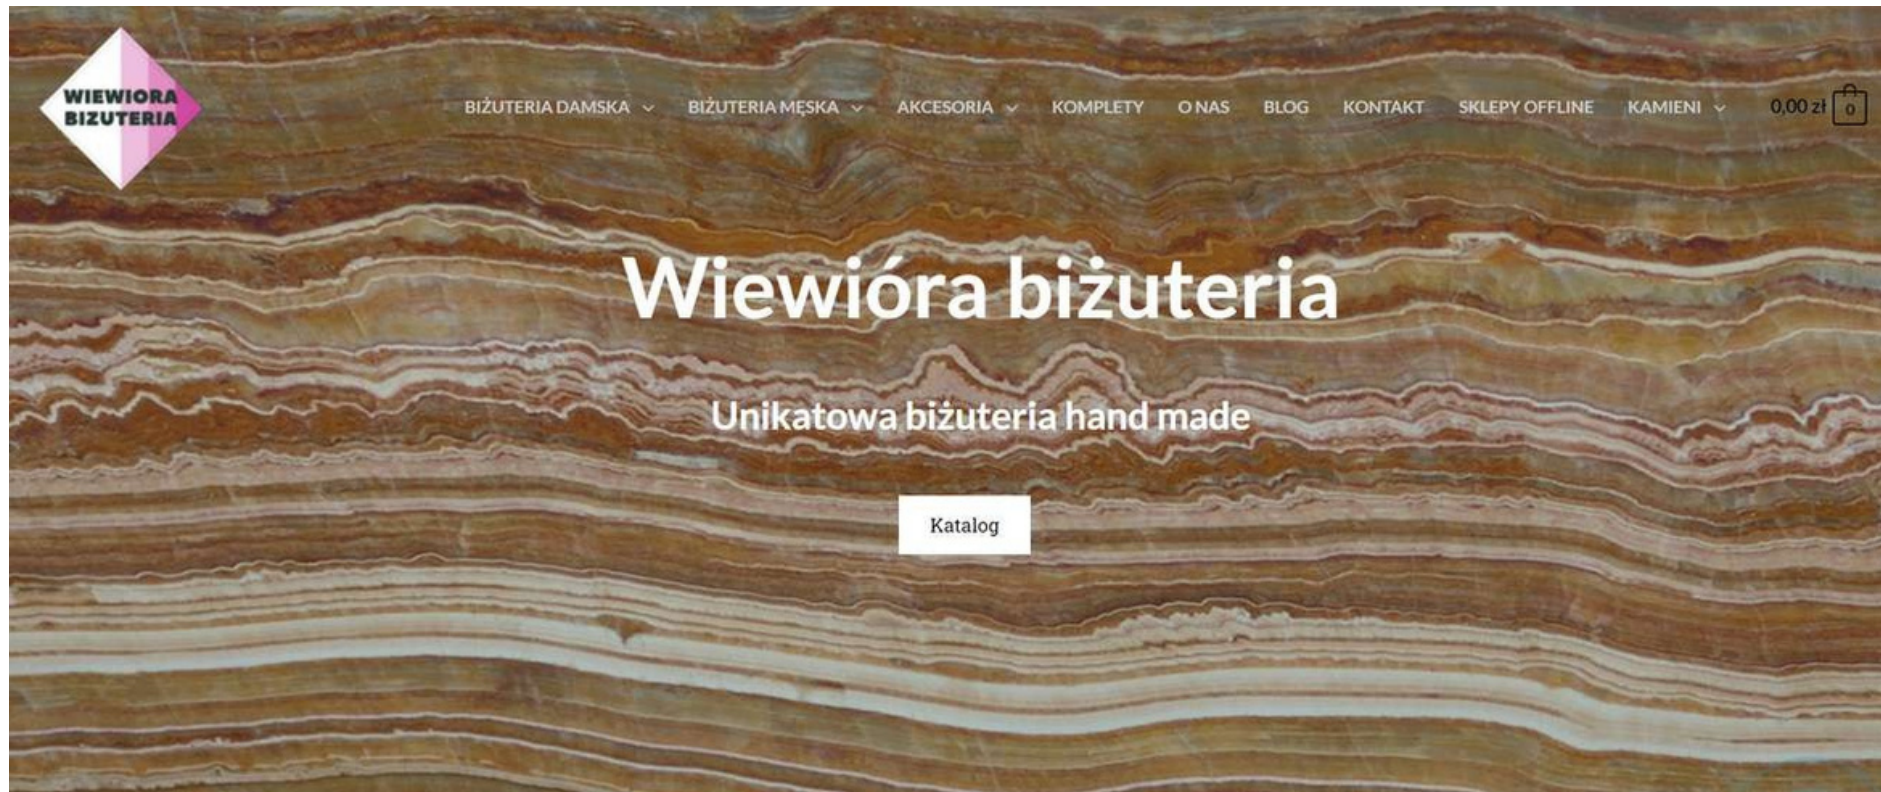 WIEWIORA
BIZUTERIA
BIŻUTERIA DAMSKA BIŻUTERIA MĘSKA AKCESORIA KOMPLETY O NAS BLOG KONTAKT SKLEPY OFFLINE KAMIENI 0,00 zł 0
Wiewióra biżuteria
Unikatowa biżuteria hand made
Katalog